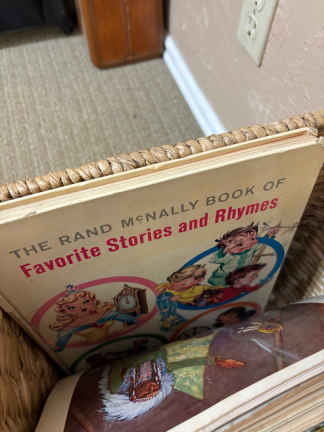 THE RAND McNALLY BOOK OF
Favorite Stories and Rhymes